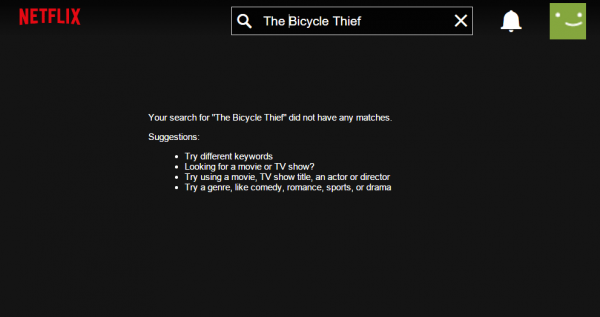 NETFLIX
The Bicycle Thief
Your search for "The Bicycle Thief" did not have any matches.
Suggestions:
Try different keywords
Looking for a movie or TV show?
Try using a movie, TV show title, an actor or director
Try a genre, like comedy, romance, sports, or drama